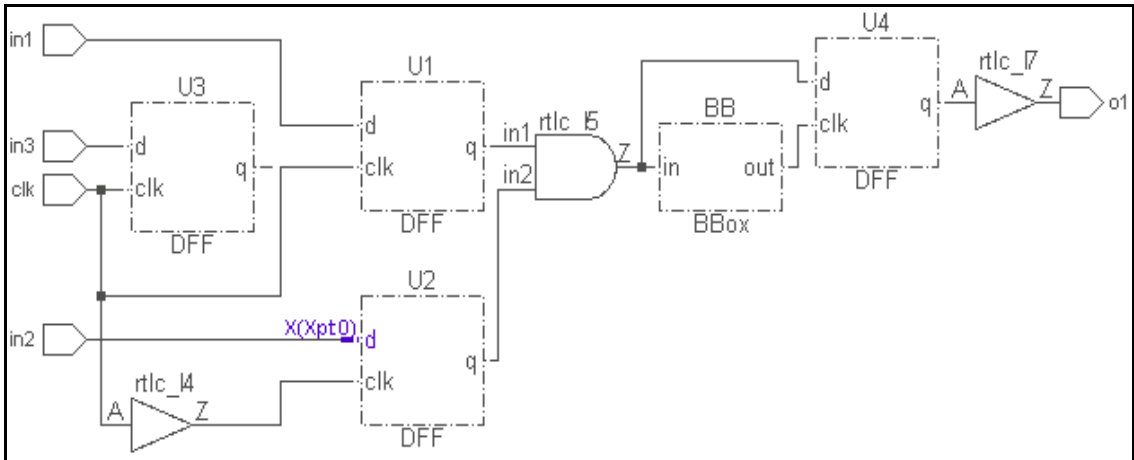 in1
in3
clk
in2
U3
d
clk
q
DFF
U1
d
clk
q
DFF
U2
X(Xpt0)
d
clk
q
DFF
rtlc_I4
A
Z
in1
in2
rtlc_I5
Z
BB
in
out
BBox
U4
d
clk
q
DFF
rtlc_I7
A
Z
o1